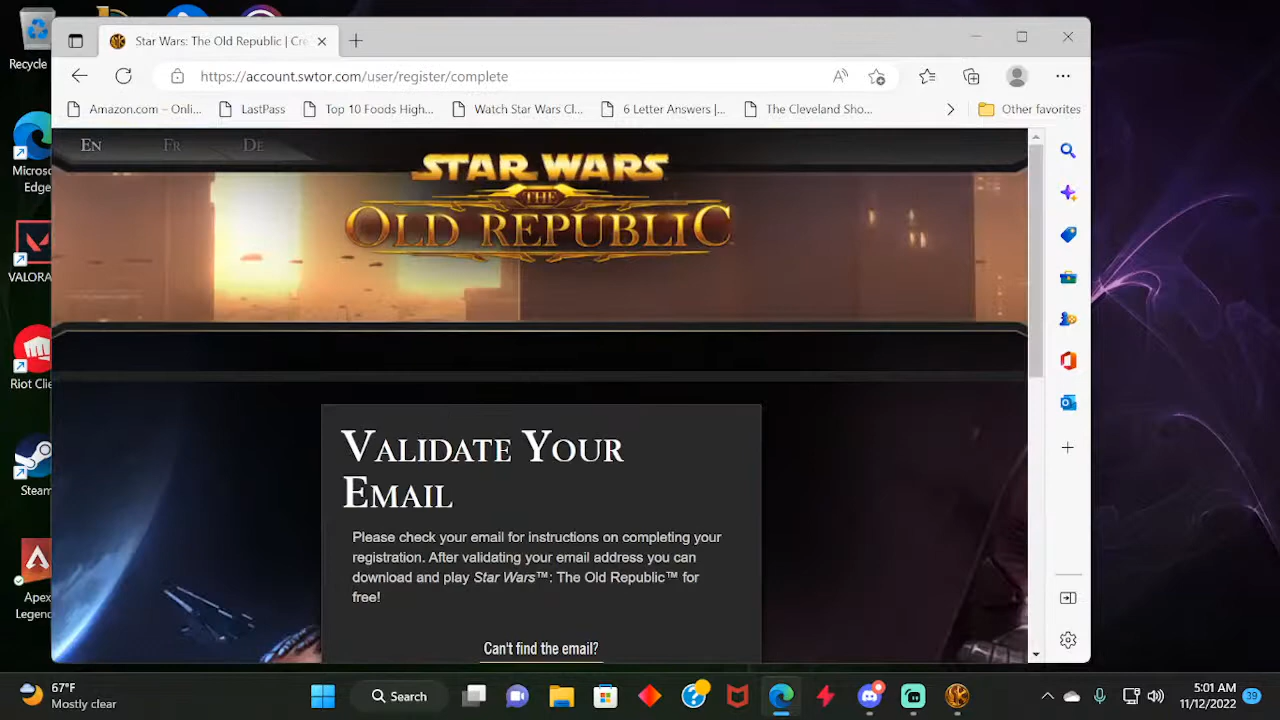 Recycle
Micros
Edge
VALORA
Riot Clie
Steam
Apex
Legend
Star Wars: The Old Republic | Cre
https://account.swtor.com/user/register/complete
Amazon.com – Onli...
LastPass
Top 10 Foods High...
Watch Star Wars Cl...
6 Letter Answers |...
The Cleveland Sho...
Other favorites
EN FR DE
STAR WARS
THE
OLD REPUBLIC
VALIDATE YOUR
EMAIL
Please check your email for instructions on completing your
registration. After validating your email address you can
download and play Star Wars™: The Old Republic™ for
free!
Can't find the email?
67°F
Mostly clear
Search
5:01 AM
11/12/2022
39